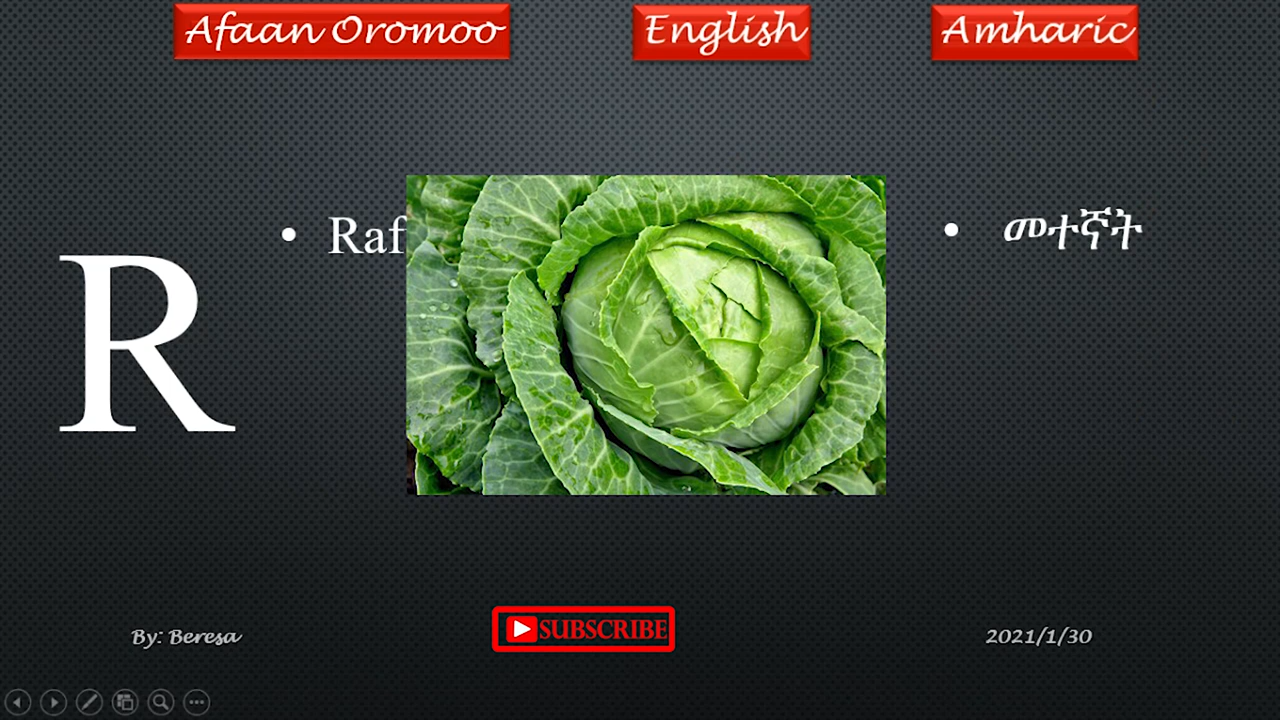 Afaan Oromoo English Amharic
• Raf • መተኛት
R
SUBSCRIBE
By: Beresa 2021/1/30